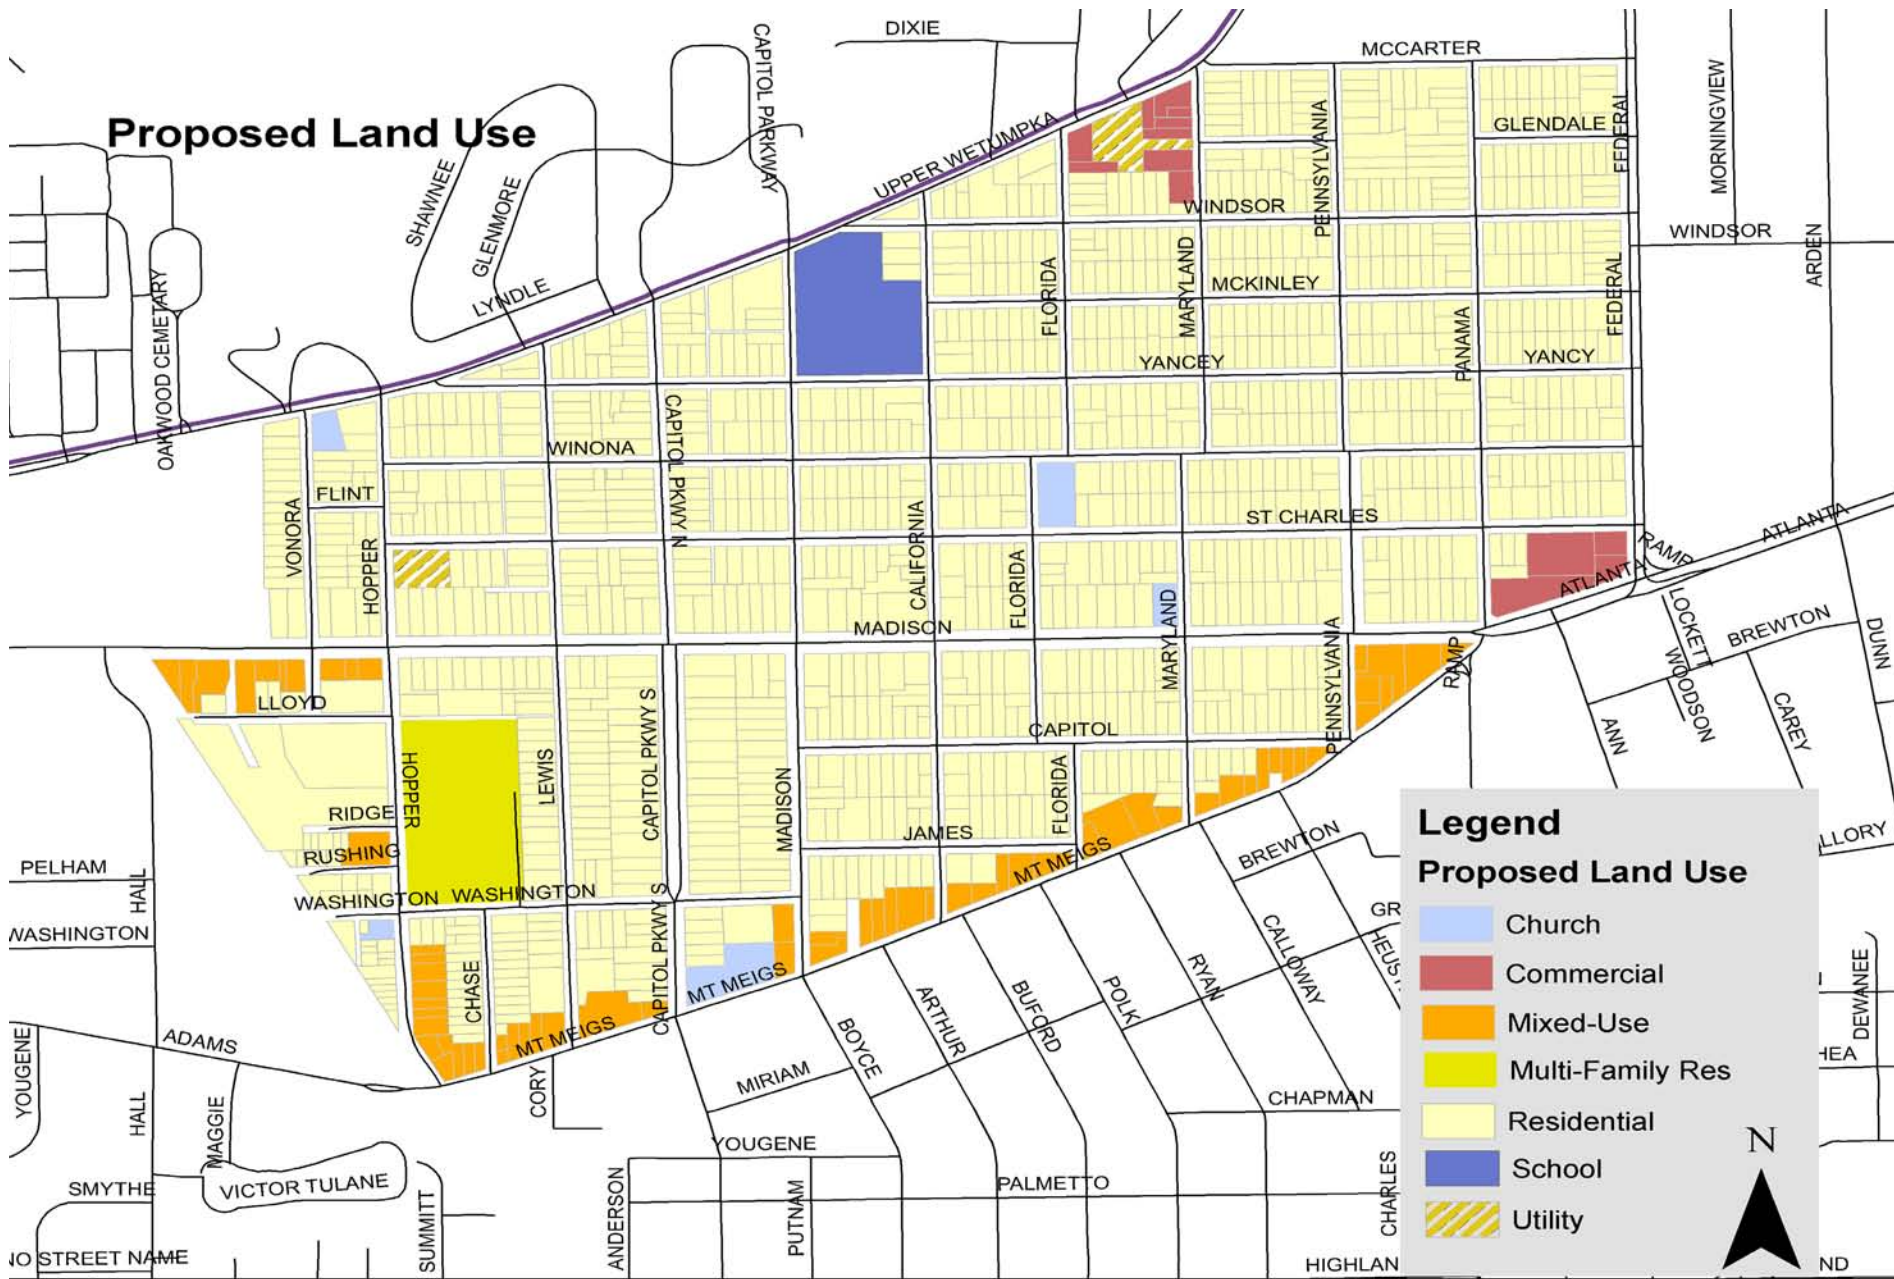 DIXIE
MCCARTER
CAPITOL PARKWAY
MORNINGVIEW
Proposed Land Use
GLENDALE
FEDERAL
PENNSYLVANIA
UPPER WETUMPKA
SHAWNEE
GLENMORE
WINDSOR
WINDSOR
ARDEN
OAKWOOD CEMETARY
LYNDLE
FLORIDA
MARYLAND
MCKINLEY
FEDERAL
PANAMA
YANCEY
YANCY
CAPITOL PKWY N
WINONA
FLINT
VONORA
HOPPER
CALIFORNIA
ST CHARLES
ATLANTA
RAMP
ATLANTA
FLORIDA
MADISON
MARYLAND
PENNSYLVANIA
LOCKETT
BREWTON
DUNN
RAMP
WOODSON
CAREY
ANN
LLOYD
CAPITOL PKWY S
CAPITOL
HOPPER
LEWIS
MADISON
FLORIDA
RIDGE
JAMES
RUSHING
MT MEIGS
BREWTON
ALLORY
PELHAM
HALL
WASHINGTON
WASHINGTON
WASHINGTON
CAPITOL PKWY S
CHASE
MT MEIGS
MT MEIGS
GR
HEUST
CALLOWAY
RYAN
POLK
BUFORD
ARTHUR
BOYCE
DEWANEE
HEA
YOUGENE
ADAMS
HALL
MAGGIE
CORY
MIRIAM
CHAPMAN
YOUGENE
SMYTHE
VICTOR TULANE
SUMMITT
ANDERSON
PUTNAM
PALMETTO
CHARLES
NO STREET NAME
HIGHLAN
ND
Legend
Proposed Land Use
Church
Commercial
Mixed-Use
Multi-Family Res
Residential
School
Utility
N